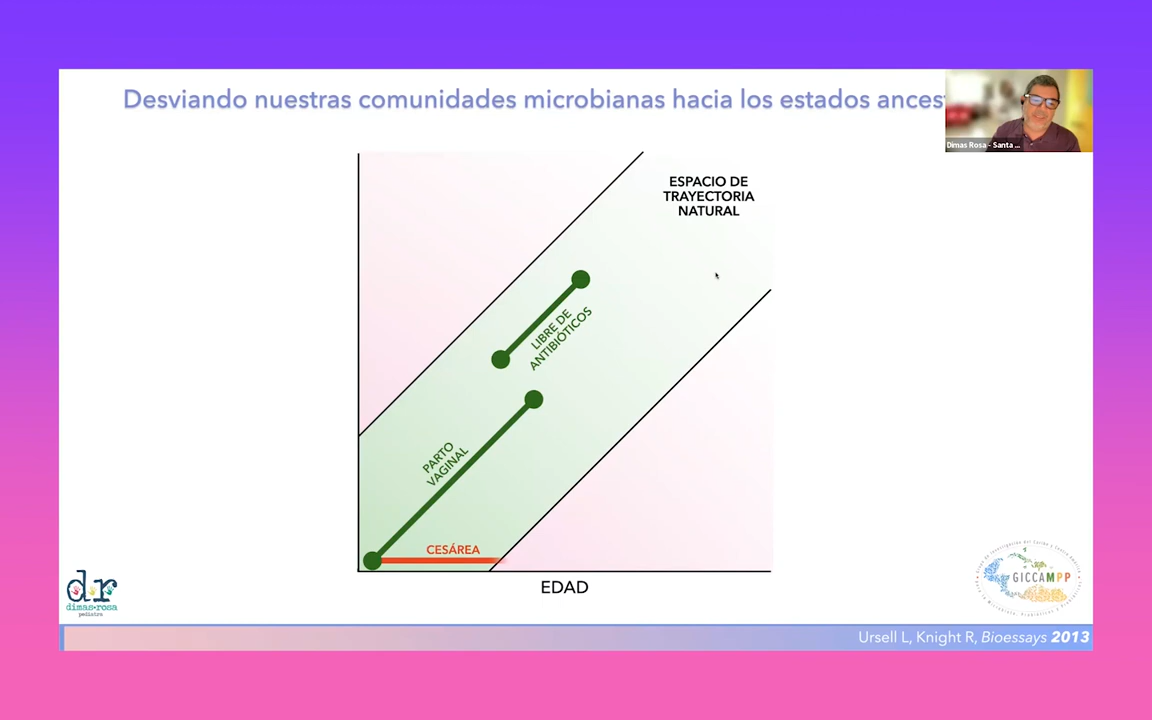 Desviando nuestras comunidades microbianas hacia los estados
Dimas Rosa - Santa ...
ESPACIO DE
TRAYECTORIA
NATURAL
LIBRE DE
ANTIBIÓTICOS
PARTO
VAGINAL
CESÁREA
EDAD
dr
dimas•rosa
pediatra
GICCAMPP
Ursell L, Knight R, Bioessays 2013